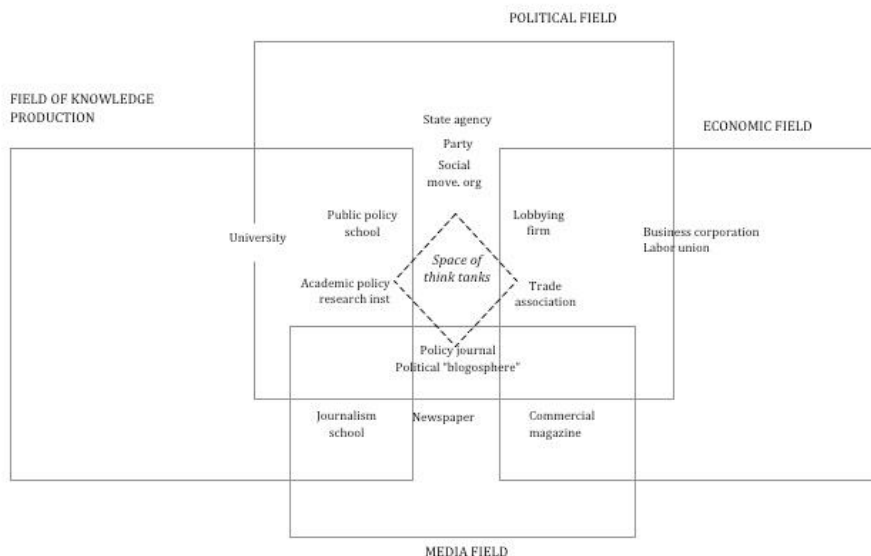 POLITICAL FIELD
FIELD OF KNOWLEDGE
PRODUCTION
State agency
ECONOMIC FIELD
Party
Social
move. org
Public policy
school
Lobbying
firm
University
Business corporation
Labor union
Space of
think tanks
Academic policy
research inst
Trade
association
Policy journal
Political "blogosphere"
Journalism
school
Newspaper
Commercial
magazine
MEDIA FIELD